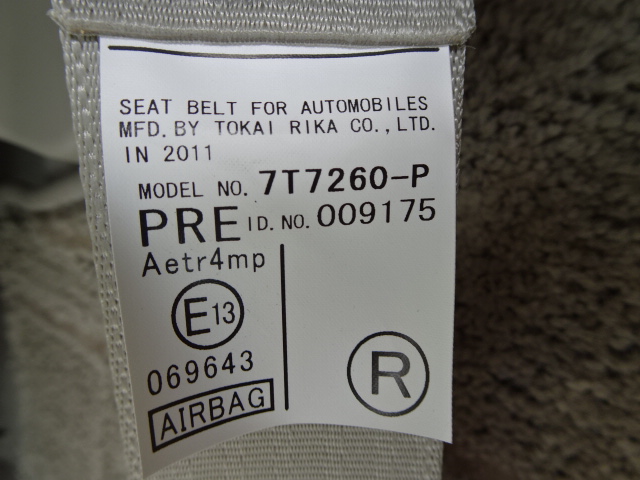 SEAT BELT FOR AUTOMOBILES
MFD. BY TOKAI RIKA CO., LTD.
IN 2011
MODEL NO. 7T7260-P
PRE ID. NO. 009175
Aetr4mp
E13
069643
R
AIRBAG